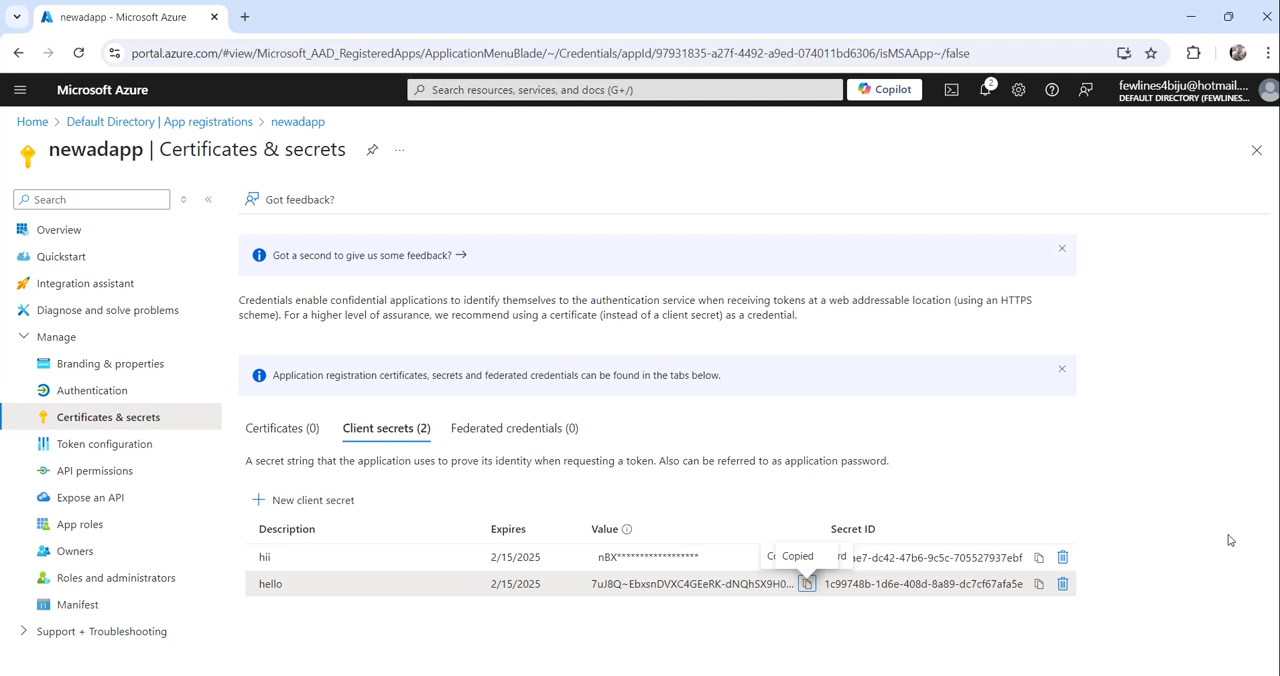 newadapp - Microsoft Azure
portal.azure.com/#view/Microsoft_AAD_RegisteredApps/ApplicationMenuBlade/~/Credentials/appId/97931835-a27f-4492-a9ed-074011bd6306/isMSAApp~/false
Microsoft Azure
Search resources, services, and docs (G+/)
Copilot
2
fewlines4biju@hotmail....
DEFAULT DIRECTORY (FEWLINES...
Home > Default Directory | App registrations > newadapp
newadapp | Certificates & secrets
Search
Got feedback?
Overview
Quickstart
Integration assistant
Diagnose and solve problems
Manage
Branding & properties
Authentication
Certificates & secrets
Token configuration
API permissions
Expose an API
App roles
Owners
Roles and administrators
Manifest
Support + Troubleshooting
Got a second to give us some feedback? →
Credentials enable confidential applications to identify themselves to the authentication service when receiving tokens at a web addressable location (using an HTTPS
scheme). For a higher level of assurance, we recommend using a certificate (instead of a client secret) as a credential.
Application registration certificates, secrets and federated credentials can be found in the tabs below.
Certificates (0) Client secrets (2) Federated credentials (0)
A secret string that the application uses to prove its identity when requesting a token. Also can be referred to as application password.
New client secret
Description Expires Value Secret ID
hii 2/15/2025 nBX****************** Copied ae7-dc42-47b6-9c5c-705527937ebf
hello 2/15/2025 7uJ8Q~EbxsnDVXC4GEeRK-dNQhSX9H0... 1c99748b-1d6e-408d-8a89-dc7cf67afa5e